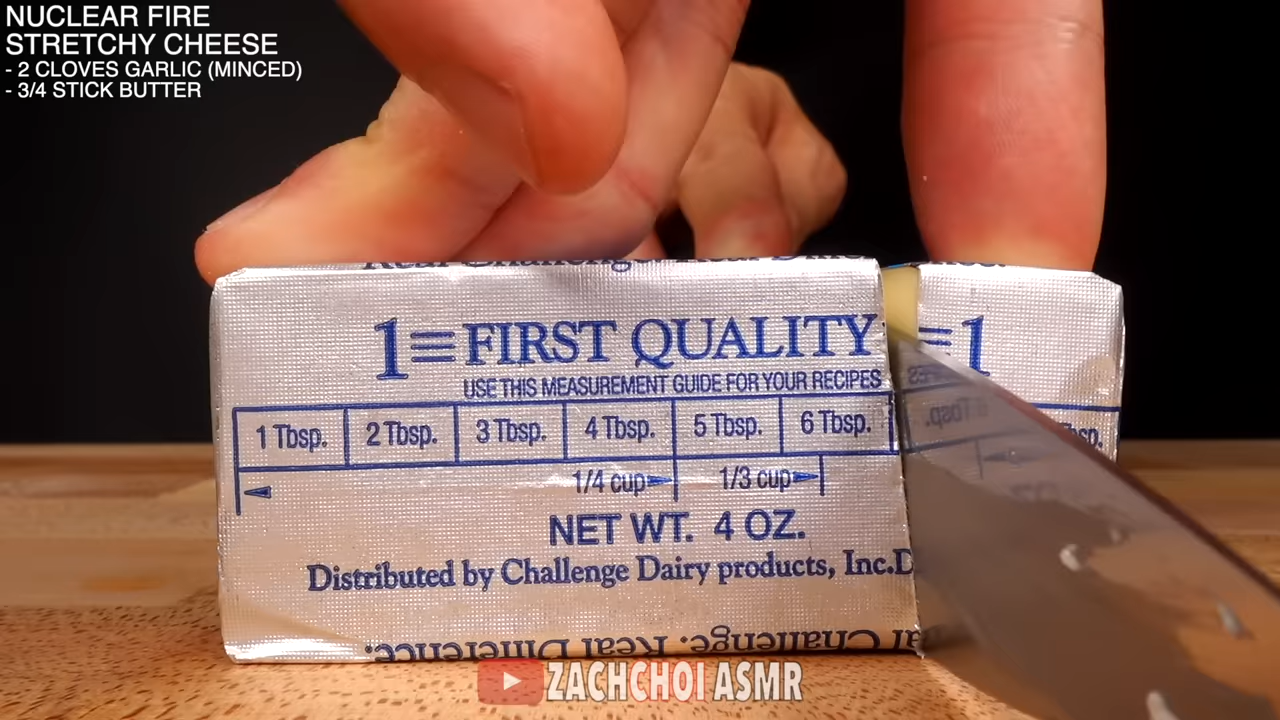 NUCLEAR FIRE
STRETCHY CHEESE
- 2 CLOVES GARLIC (MINCED)
- 3/4 STICK BUTTER
1≡FIRST QUALITY ≡1
USE THIS MEASUREMENT GUIDE FOR YOUR RECIPES
1 Tbsp. 2 Tbsp. 3 Tbsp. 4 Tbsp. 5 Tbsp. 6 Tbsp.
1/4 cup 1/3 cup
NET WT. 4 OZ.
Distributed by Challenge Dairy products, Inc.D
Challenge. Real Difference.
ZACHCHOI ASMR